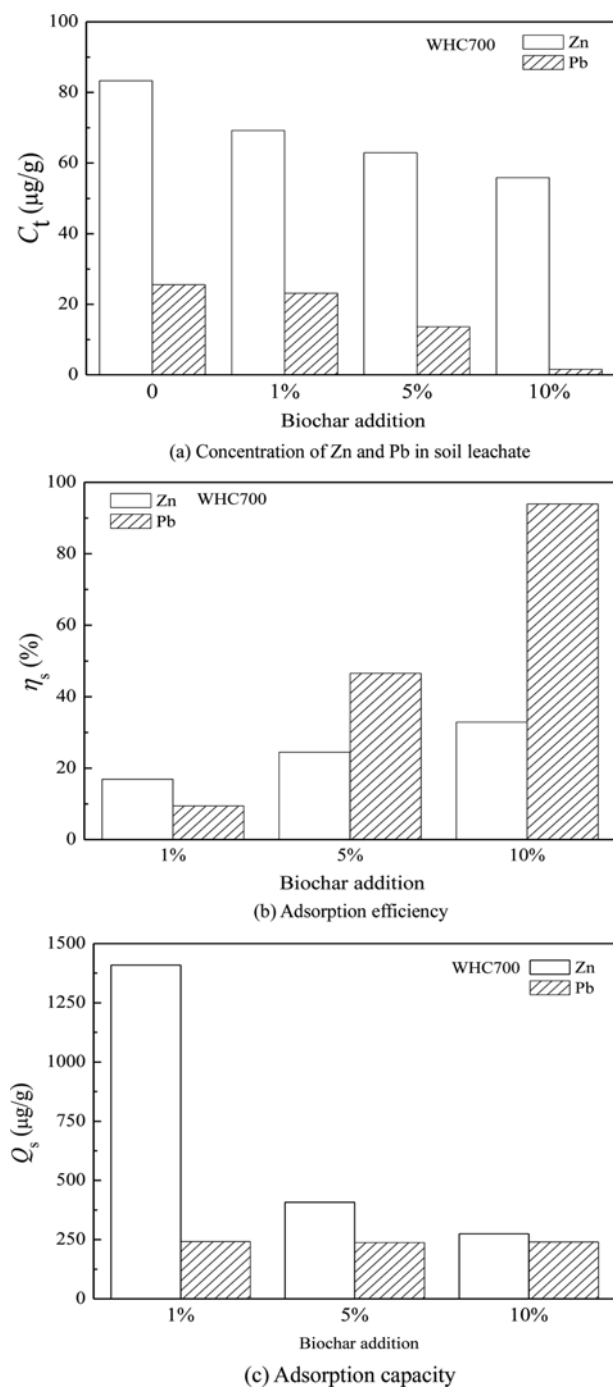 100
80
60
40
20
0
C_t (µg/g)
WHC700
Zn
Pb
0 1% 5% 10%
Biochar addition
(a) Concentration of Zn and Pb in soil leachate
100
80
60
40
20
0
η_s (%)
Zn WHC700
Pb
1% 5% 10%
Biochar addition
(b) Adsorption efficiency
1500
1250
1000
750
500
250
0
Q_s (µg/g)
WHC700 Zn
Pb
1% 5% 10%
Biochar addition
(c) Adsorption capacity